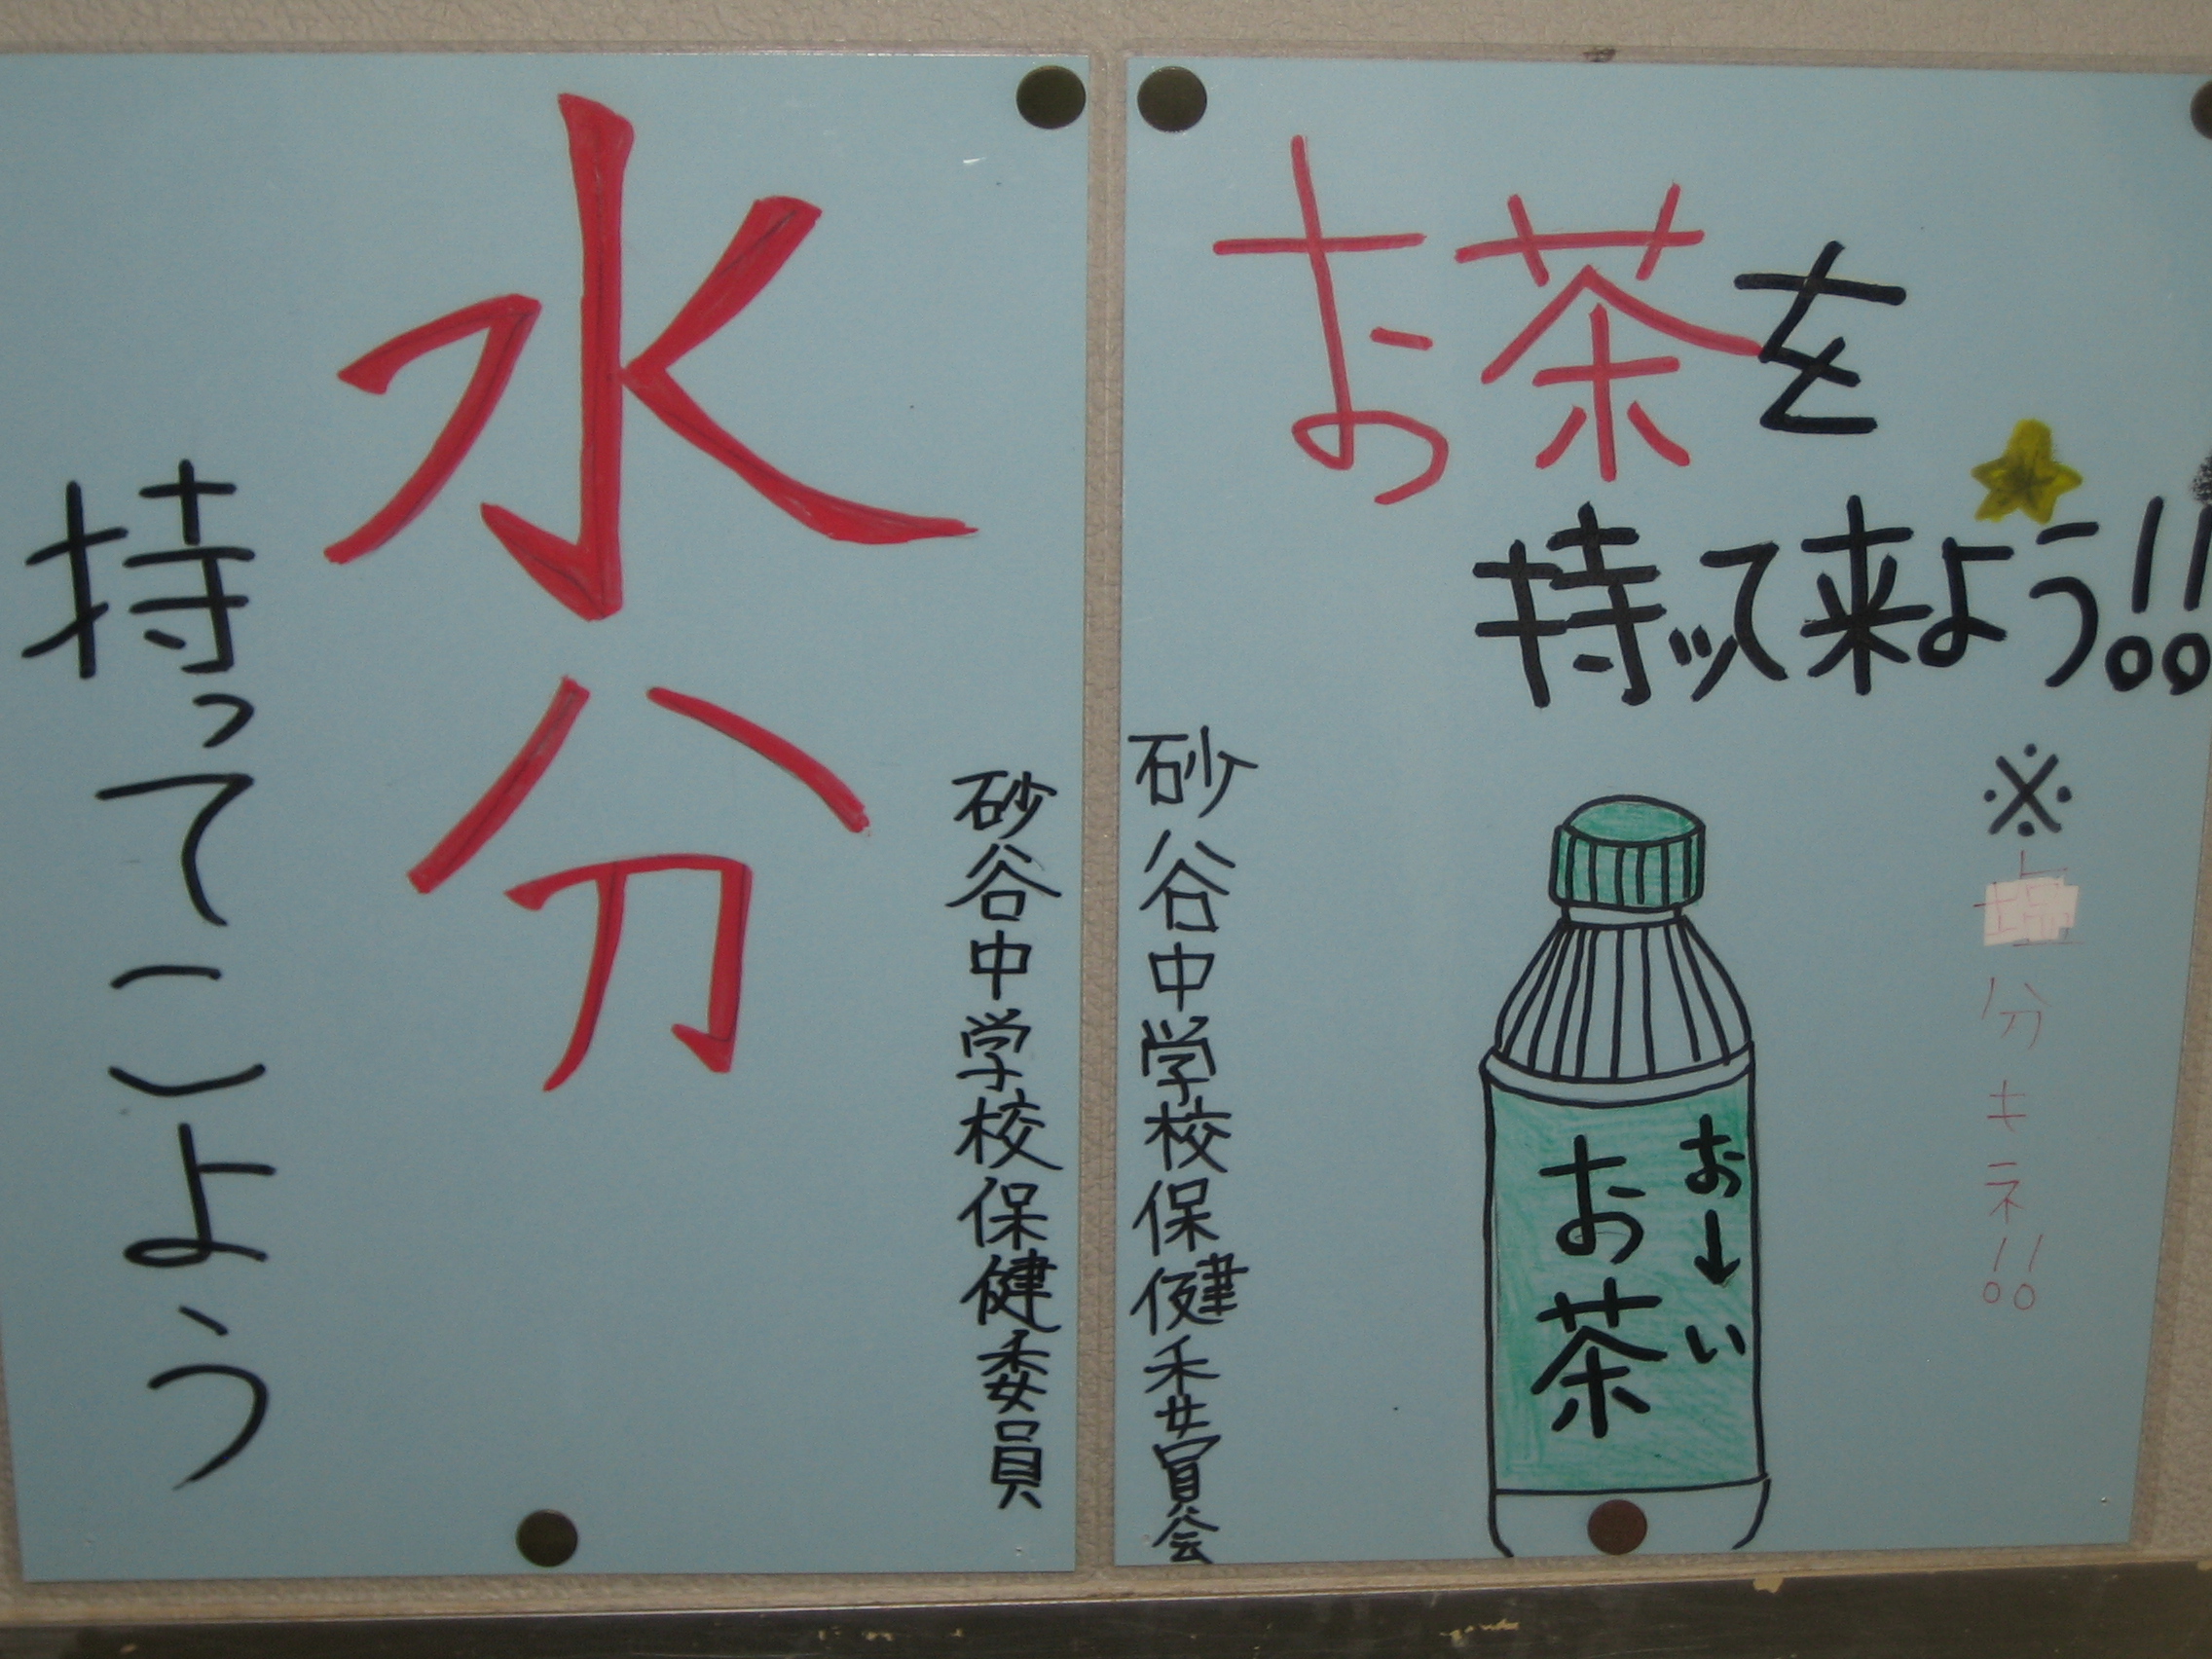 水分
持ってこよう
砂谷中学校保健委員
お茶を
持ッて来よう!!
※塩分キネ!!
おーい
お茶
砂谷中学校保健委員会